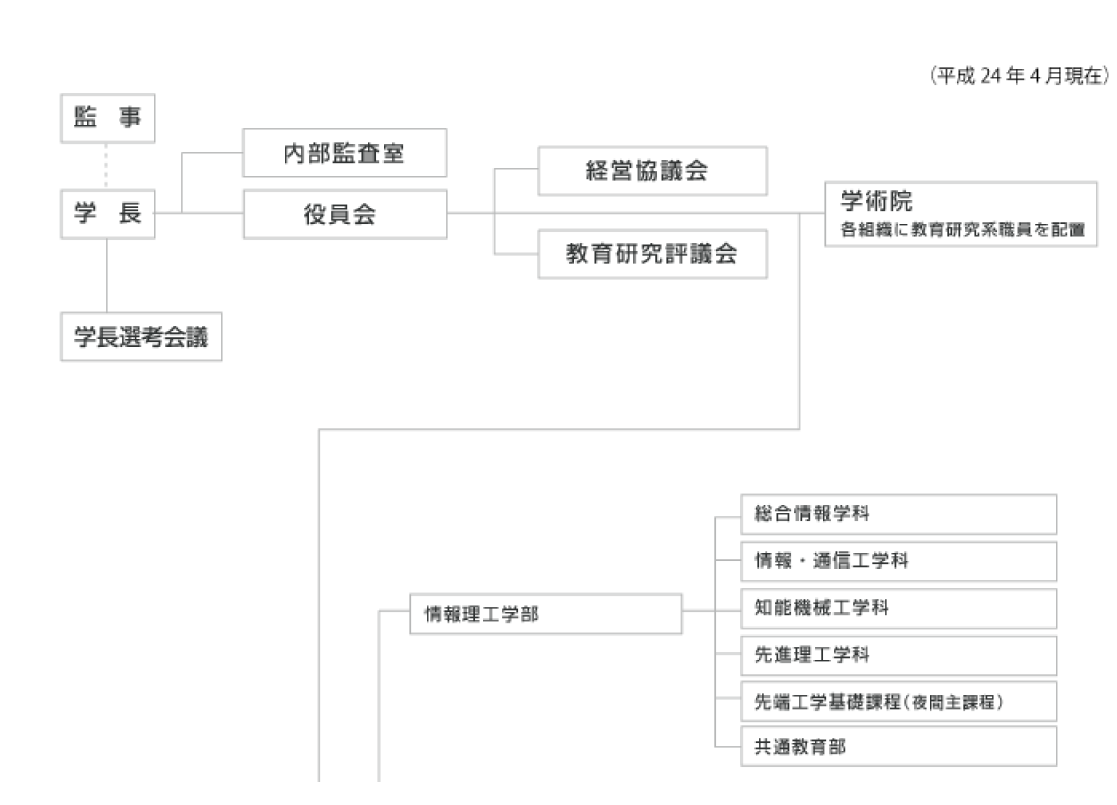 （平成 24 年 4 月現在）
監　事
内部監査室
経営協議会
学　長
役員会
学術院
各組織に教育研究系職員を配置
教育研究評議会
学長選考会議
総合情報学科
情報・通信工学科
情報理工学部
知能機械工学科
先進理工学科
先端工学基礎課程（夜間主課程）
共通教育部